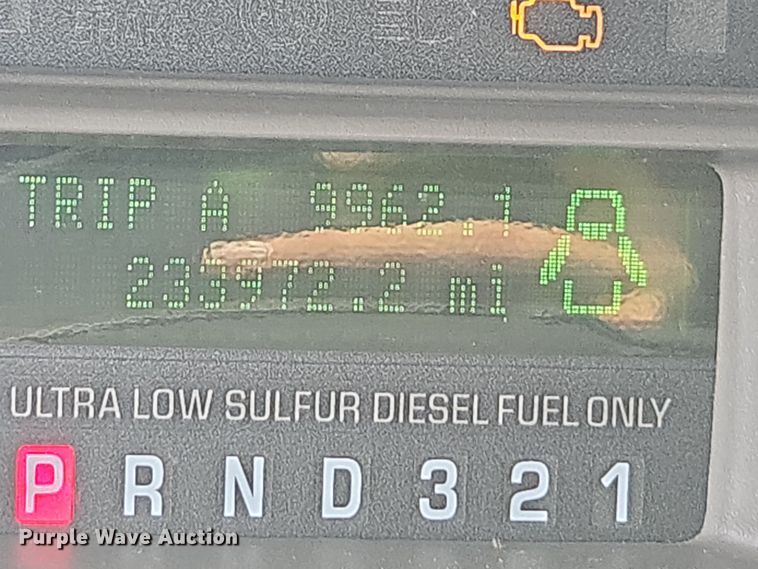 TRIP A 9962.1
233972.2 mi
ULTRA LOW SULFUR DIESEL FUEL ONLY
P R N D 3 2 1
Purple Wave Auction